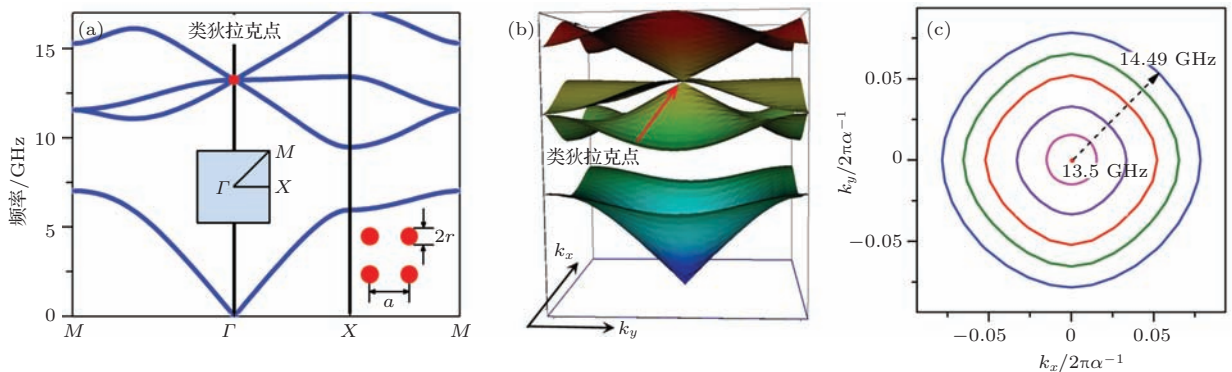 (a)
类狄拉克点
15
10
5
0
频率/GHz
M
Γ
X
M
M
Γ
X
2r
a
(b)
类狄拉克点
k_x
k_y
(c)
14.49 GHz
13.5 GHz
0.05
0
-0.05
k_y/2πα⁻¹
-0.05
0
0.05
k_x/2πα⁻¹